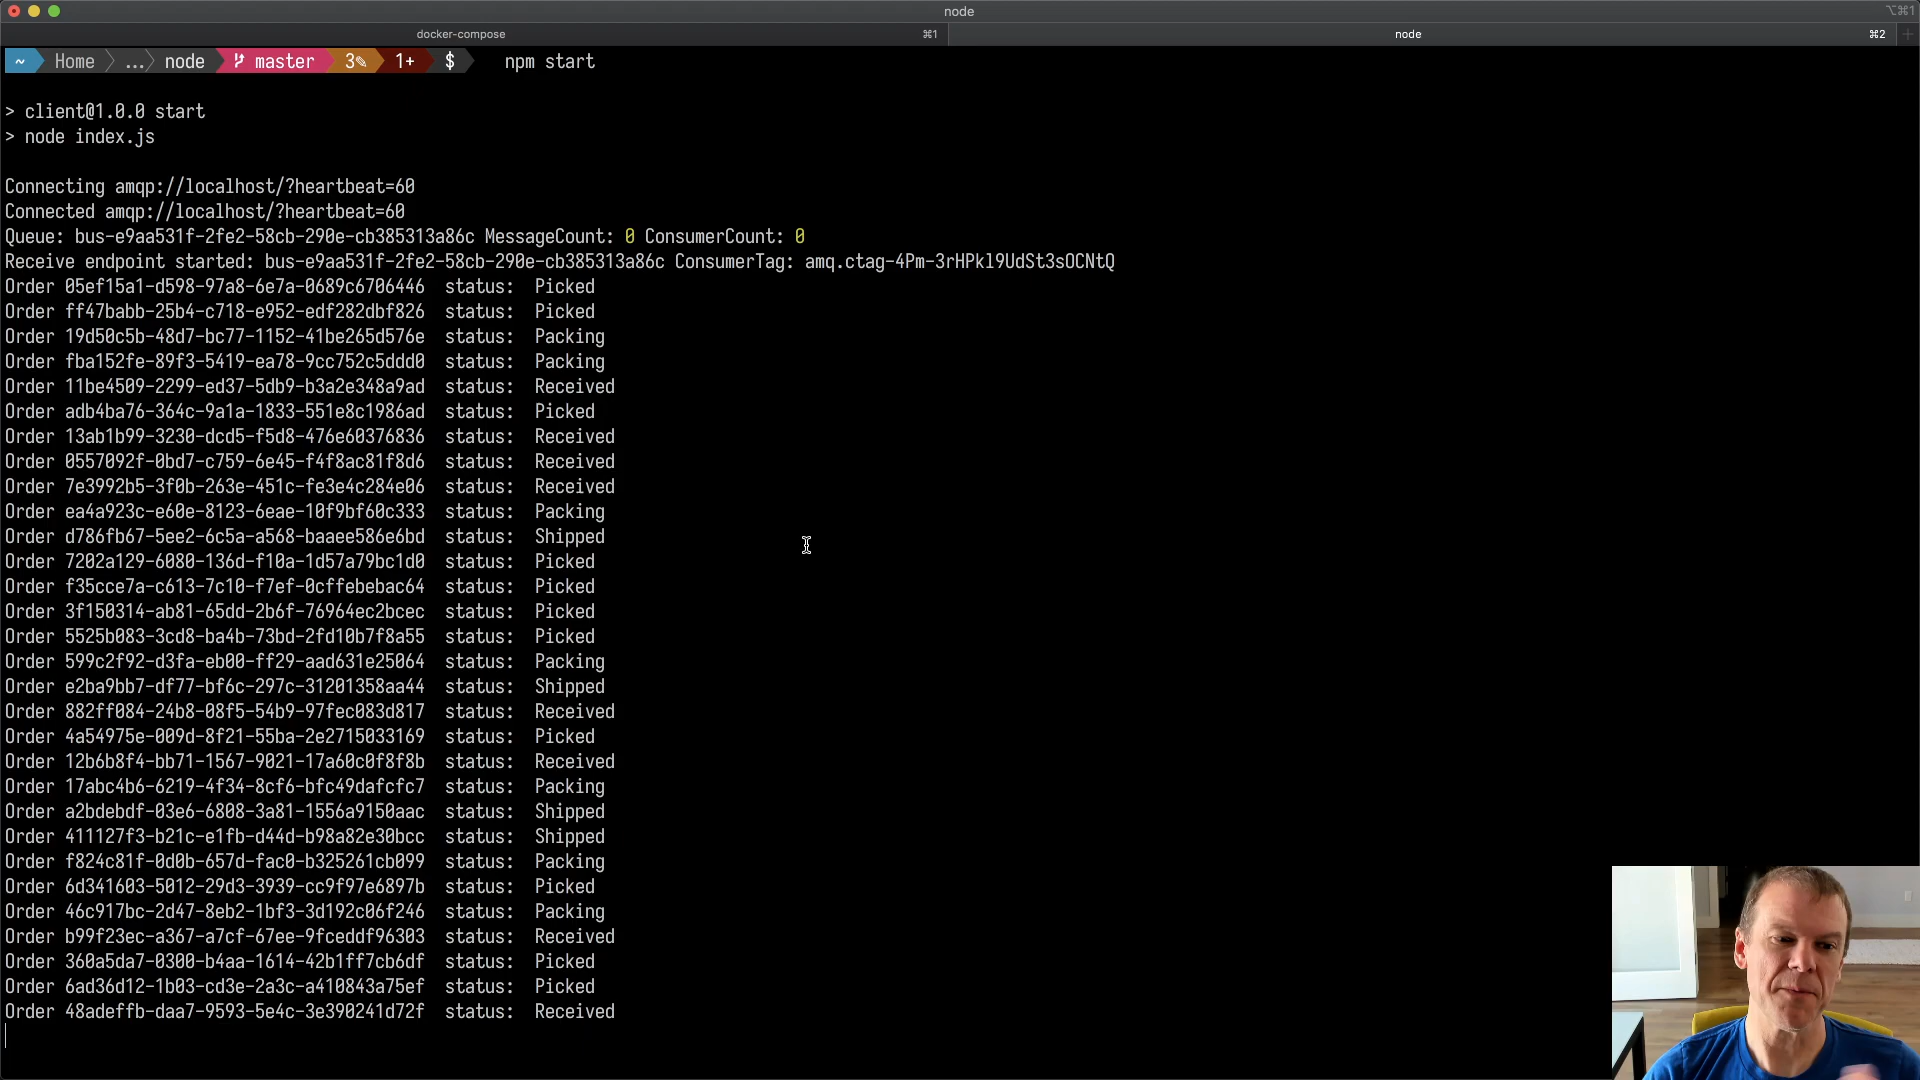 node
⌥⌘1
docker-compose ⌘1 node ⌘2 +
~ Home ... node master 3✎ 1+ $ npm start
> client@1.0.0 start
> node index.js
Connecting amqp://localhost/?heartbeat=60
Connected amqp://localhost/?heartbeat=60
Queue: bus-e9aa531f-2fe2-58cb-290e-cb385313a86c MessageCount: 0 ConsumerCount: 0
Receive endpoint started: bus-e9aa531f-2fe2-58cb-290e-cb385313a86c ConsumerTag: amq.ctag-4Pm-3rHPkl9UdSt3sOCNtQ
Order 05ef15a1-d598-97a8-6e7a-0689c6706446 status: Picked
Order ff47babb-25b4-c718-e952-edf282dbf826 status: Picked
Order 19d50c5b-48d7-bc77-1152-41be265d576e status: Packing
Order fba152fe-89f3-5419-ea78-9cc752c5ddd0 status: Packing
Order 11be4509-2299-ed37-5db9-b3a2e348a9ad status: Received
Order adb4ba76-364c-9a1a-1833-551e8c1986ad status: Picked
Order 13ab1b99-3230-dcd5-f5d8-476e60376836 status: Received
Order 0557092f-0bd7-c759-6e45-f4f8ac81f8d6 status: Received
Order 7e3992b5-3f0b-263e-451c-fe3e4c284e06 status: Received
Order ea4a923c-e60e-8123-6eae-10f9bf60c333 status: Packing
Order d786fb67-5ee2-6c5a-a568-baaee586e6bd status: Shipped
Order 7202a129-6080-136d-f10a-1d57a79bc1d0 status: Picked
Order f35cce7a-c613-7c10-f7ef-0cffebebac64 status: Picked
Order 3f150314-ab81-65dd-2b6f-76964ec2bcec status: Picked
Order 5525b083-3cd8-ba4b-73bd-2fd10b7f8a55 status: Picked
Order 599c2f92-d3fa-eb00-ff29-aad631e25064 status: Packing
Order e2ba9bb7-df77-bf6c-297c-31201358aa44 status: Shipped
Order 882ff084-24b8-08f5-54b9-97fec083d817 status: Received
Order 4a54975e-009d-8f21-55ba-2e2715033169 status: Picked
Order 12b6b8f4-bb71-1567-9021-17a60c0f8f8b status: Received
Order 17abc4b6-6219-4f34-8cf6-bfc49dafcfc7 status: Packing
Order a2bdebdf-03e6-6808-3a81-1556a9150aac status: Shipped
Order 411127f3-b21c-e1fb-d44d-b98a82e30bcc status: Shipped
Order f824c81f-0d0b-657d-fac0-b325261cb099 status: Packing
Order 6d341603-5012-29d3-3939-cc9f97e6897b status: Picked
Order 46c917bc-2d47-8eb2-1bf3-3d192c06f246 status: Packing
Order b99f23ec-a367-a7cf-67ee-9fceddf96303 status: Received
Order 360a5da7-0300-b4aa-1614-42b1ff7cb6df status: Picked
Order 6ad36d12-1b03-cd3e-2a3c-a410843a75ef status: Picked
Order 48adeffb-daa7-9593-5e4c-3e390241d72f status: Received